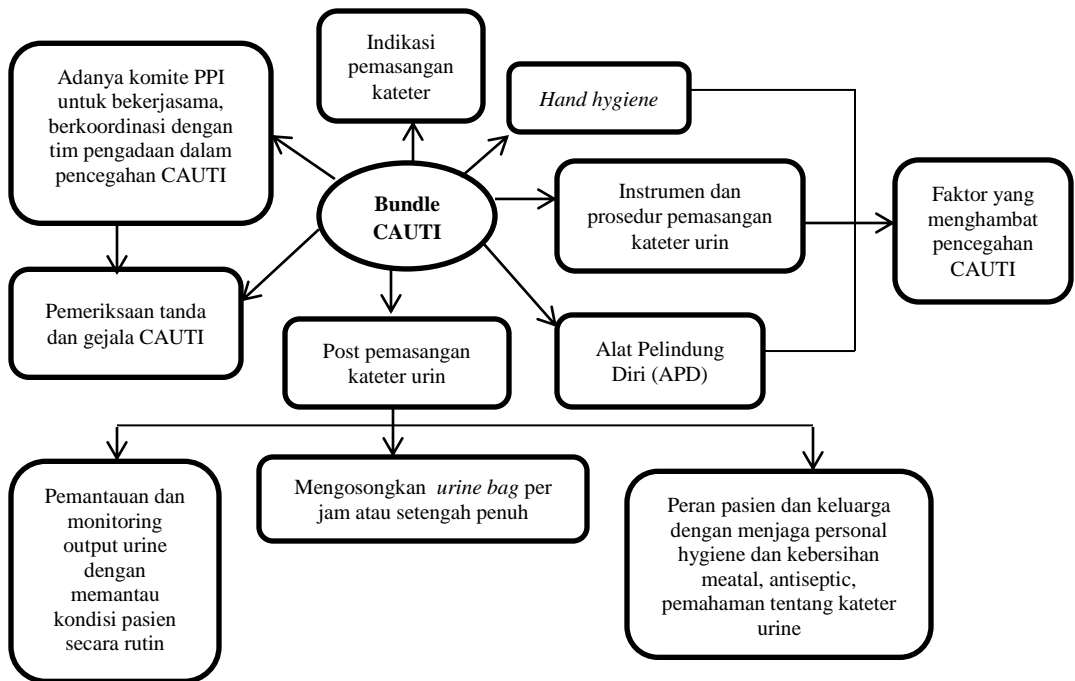 Adanya komite PPI
untuk bekerjasama,
berkoordinasi dengan
tim pengadaan dalam
pencegahan CAUTI
Indikasi
pemasangan
kateter
Hand hygiene
Bundle
CAUTI
Instrumen dan
prosedur pemasangan
kateter urin
Faktor yang
menghambat
pencegahan
CAUTI
Pemeriksaan tanda
dan gejala CAUTI
Post pemasangan
kateter urin
Alat Pelindung
Diri (APD)
Pemantauan dan
monitoring
output urine
dengan
memantau
kondisi pasien
secara rutin
Mengosongkan urine bag per
jam atau setengah penuh
Peran pasien dan keluarga
dengan menjaga personal
hygiene dan kebersihan
meatal, antiseptic,
pemahaman tentang kateter
urine